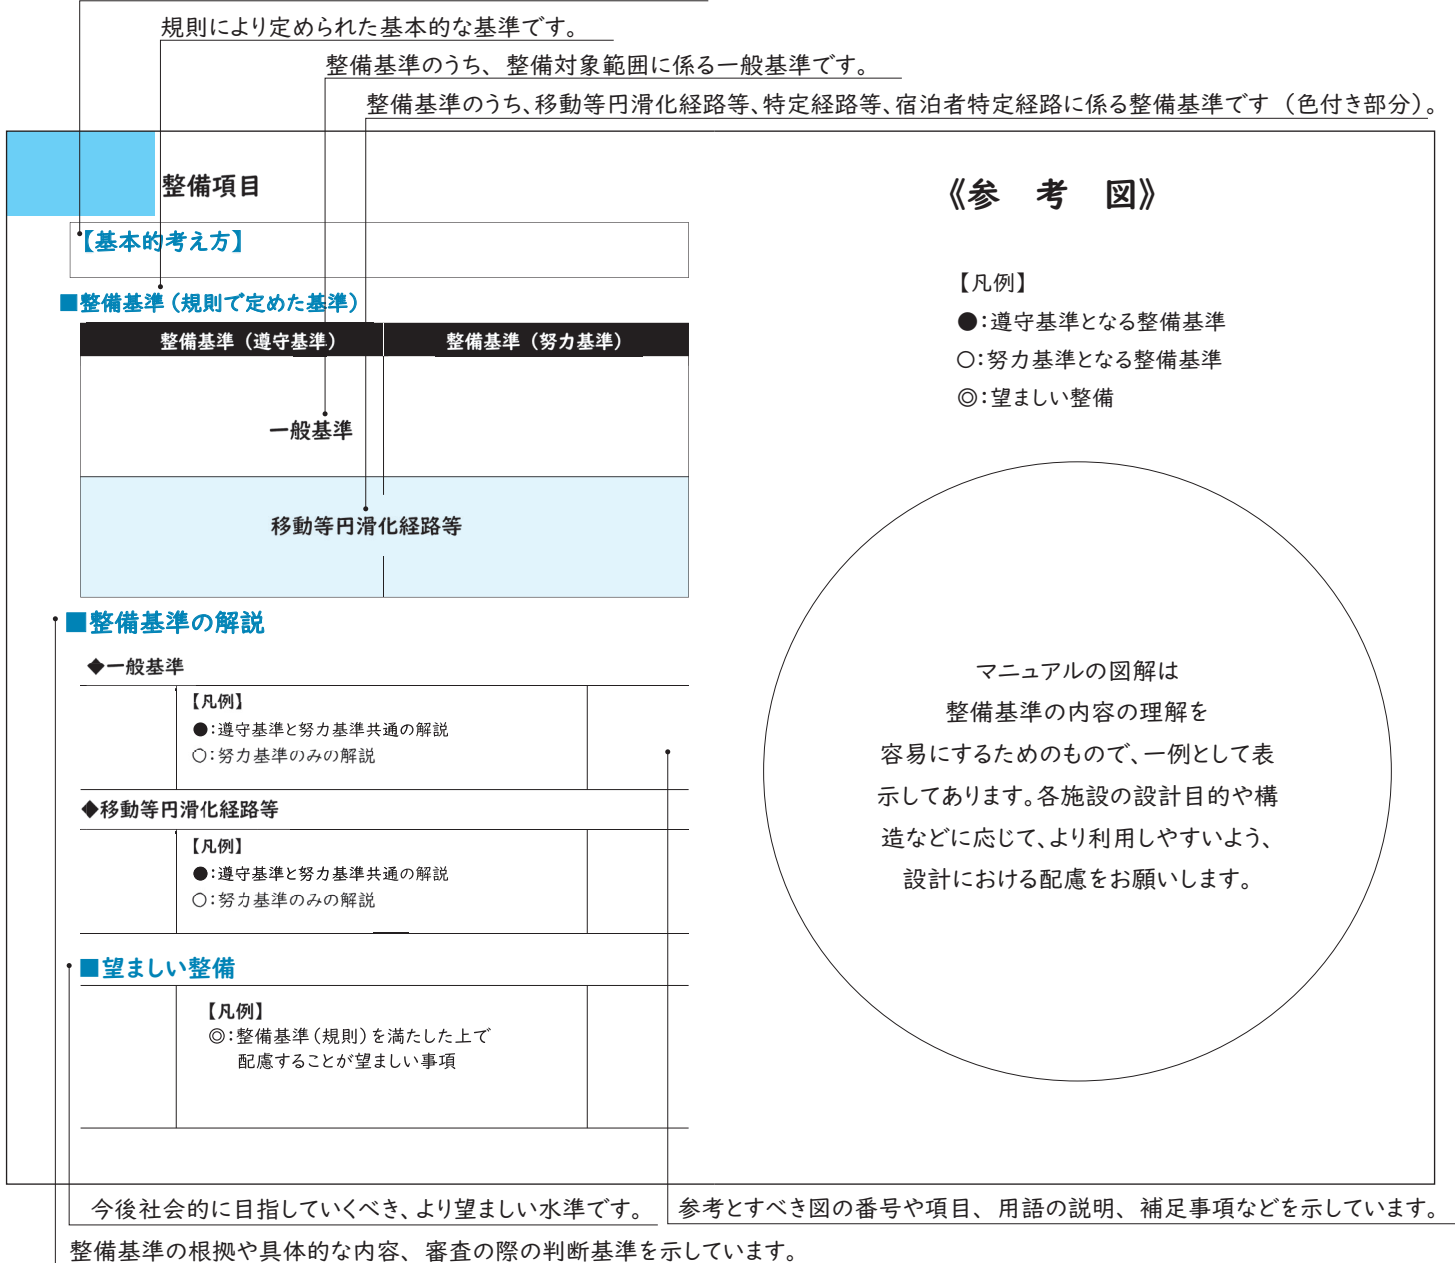 規則により定められた基本的な基準です。
整備基準のうち、整備対象範囲に係る一般基準です。
整備基準のうち、移動等円滑化経路等、特定経路等、宿泊者特定経路に係る整備基準です（色付き部分）。
整備項目
【基本的考え方】
■整備基準（規則で定めた基準）
整備基準（遵守基準） 整備基準（努力基準）
一般基準
移動等円滑化経路等
■整備基準の解説
◆一般基準
【凡例】
●：遵守基準と努力基準共通の解説
○：努力基準のみの解説
◆移動等円滑化経路等
【凡例】
●：遵守基準と努力基準共通の解説
○：努力基準のみの解説
■望ましい整備
【凡例】
◎：整備基準（規則）を満たした上で
配慮することが望ましい事項
《参　考　図》
【凡例】
●：遵守基準となる整備基準
○：努力基準となる整備基準
◎：望ましい整備
マニュアルの図解は
整備基準の内容の理解を
容易にするためのもので、一例として表
示してあります。各施設の設計目的や構
造などに応じて、より利用しやすいよう、
設計における配慮をお願いします。
今後社会的に目指していくべき、より望ましい水準です。
参考とすべき図の番号や項目、用語の説明、補足事項などを示しています。
整備基準の根拠や具体的な内容、審査の際の判断基準を示しています。